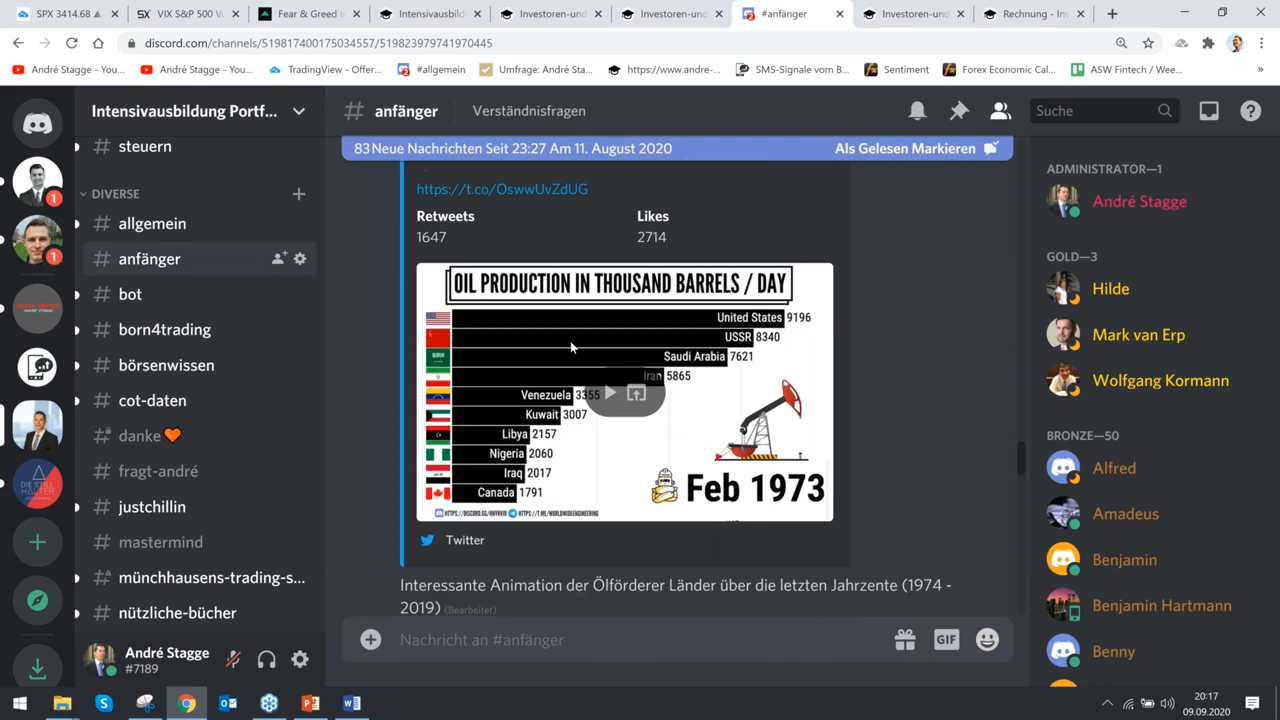 SPX 3414.68
VIX S&P 500 V
Fear & Greed I
Intensivausbildung
Investoren-und
Investoren-und
#anfänger
Investoren-und
Rechnung - Inv
discord.com/channels/519817400175034557/519823979741970445
André Stagge - You...
André Stagge - You...
TradingView - Offer...
#allgemein
Umfrage: André Sta...
https://www.andre-...
SMS-Signale vom B...
Sentiment
Forex Economic Cal...
ASW Fintech / Wee...
»
Intensivausbildung Portf...
# anfänger
Verständnisfragen
Suche
83 Neue Nachrichten Seit 23:27 Am 11. August 2020
Als Gelesen Markieren
# steuern
DIVERSE
# allgemein
# anfänger
# bot
# born4trading
# börsenwissen
# cot-daten
# danke 🧡
# fragt-andré
# justchillin
# mastermind
# münchhausens-trading-s...
# nützliche-bücher
André Stagge
#7189
1
1
DIE STILL
HALTER
https://t.co/OswwUvZdUG
Retweets
Likes
1647
2714
OIL PRODUCTION IN THOUSAND BARRELS / DAY
United States 9196
USSR 8340
Saudi Arabia 7621
Iran 5865
Venezuela 3355
Kuwait 3007
Libya 2157
Nigeria 2060
Iraq 2017
Canada 1791
Feb 1973
Twitter
Interessante Animation der Ölförderer Länder über die letzten Jahrzente (1974 -
2019) (Bearbeitet)
Nachricht an #anfänger
GIF
ADMINISTRATOR—1
André Stagge
GOLD—3
Hilde
Mark van Erp
Wolfgang Kormann
BRONZE—50
Alfred
Amadeus
Benjamin
Benjamin Hartmann
Benny
20:17
09.09.2020